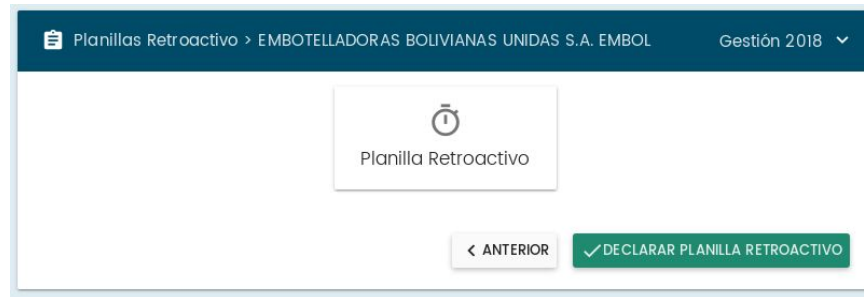 Planillas Retroactivo > EMBOTELLADORAS BOLIVIANAS UNIDAS S.A. EMBOL Gestión 2018
Planilla Retroactivo
< ANTERIOR ✓DECLARAR PLANILLA RETROACTIVO